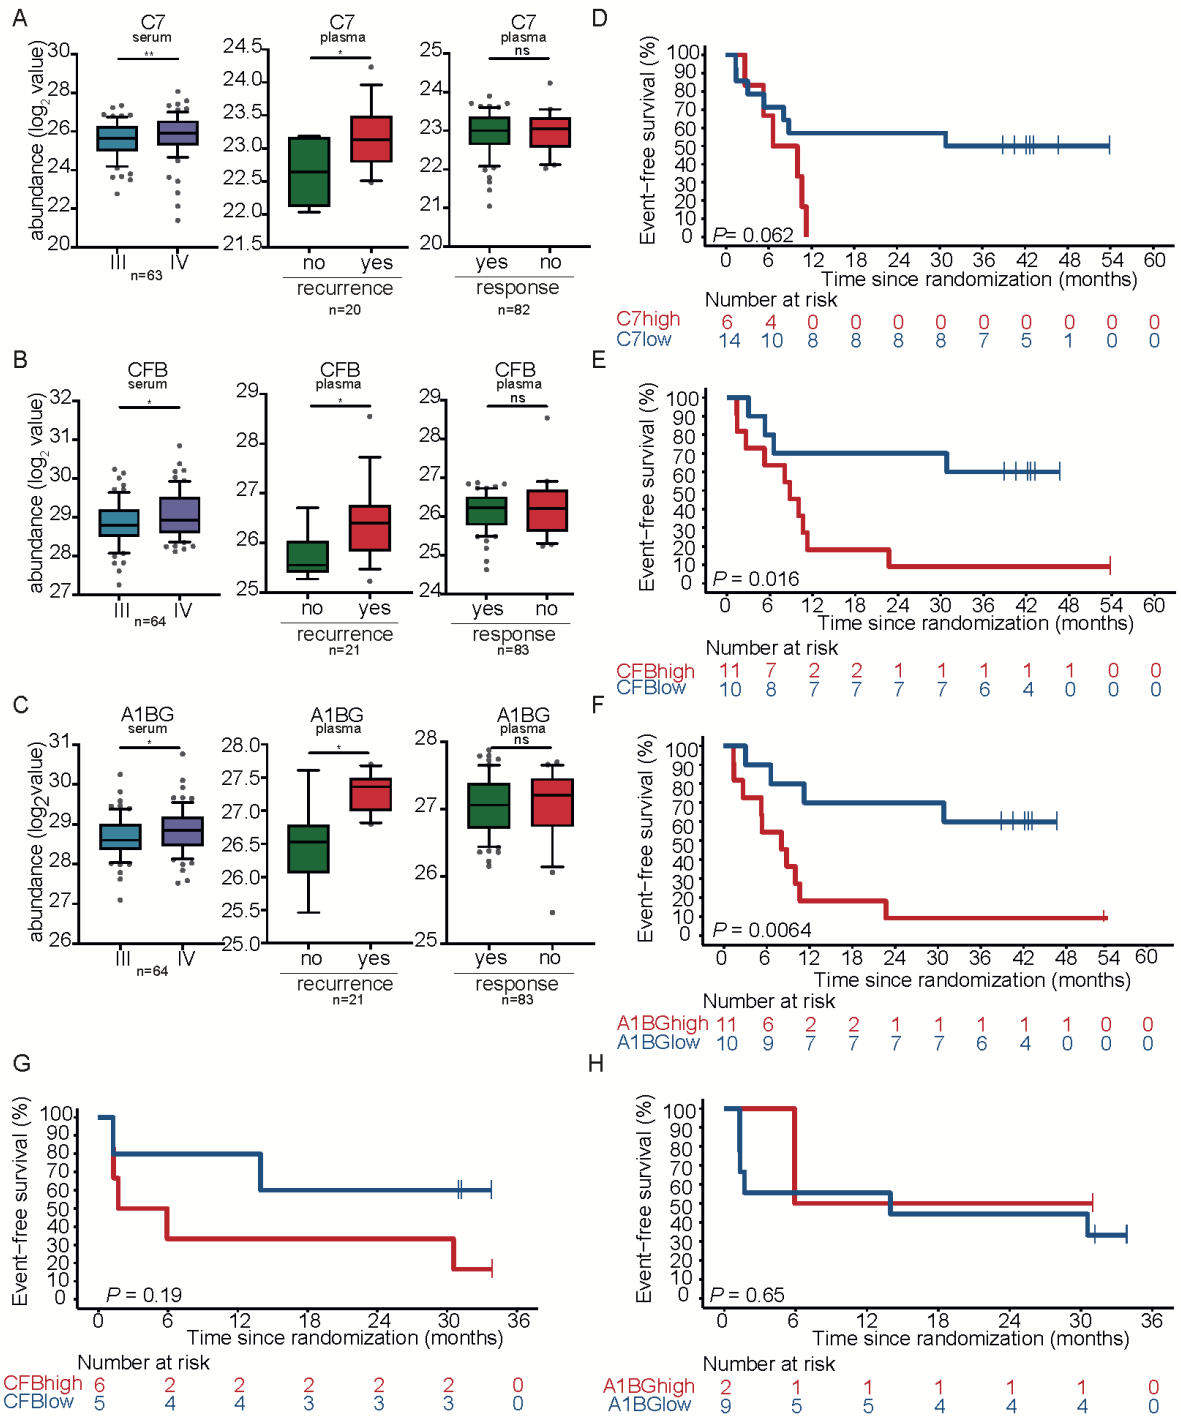 A
C7
serum
**
abundance (log2 value)
30
28
26
24
22
20
III IV
n=63
C7
plasma
*
24.5
24.0
23.5
23.0
22.5
22.0
21.5
no yes
recurrence
n=20
C7
plasma
ns
25
24
23
22
21
20
yes no
response
n=82
D
Event-free survival (%)
100
90
80
70
60
50
40
30
20
10
0
P= 0.062
0 6 12 18 24 30 36 42 48 54 60
Time since randomization (months)
Number at risk
C7high 6 4 0 0 0 0 0 0 0 0 0
C7low 14 10 8 8 8 8 7 5 1 0 0
B
CFB
serum
*
abundance (log2 value)
32
31
30
29
28
27
III IV
n=64
CFB
plasma
*
29
28
27
26
25
no yes
recurrence
n=21
CFB
plasma
ns
29
28
27
26
25
24
yes no
response
n=83
E
Event-free survival (%)
100
90
80
70
60
50
40
30
20
10
0
P = 0.016
0 6 12 18 24 30 36 42 48 54 60
Time since randomization (months)
Number at risk
CFBhigh 11 7 2 2 1 1 1 1 1 0 0
CFBlow 10 8 7 7 7 7 6 4 0 0 0
C
A1BG
serum
*
abundance (log2value)
31
30
29
28
27
26
III IV
n=64
A1BG
plasma
*
28.0
27.5
27.0
26.5
26.0
25.5
25.0
no yes
recurrence
n=21
A1BG
plasma
ns
28
27
26
25
yes no
response
n=83
F
Event-free survival (%)
100
90
80
70
60
50
40
30
20
10
0
P = 0.0064
0 6 12 18 24 30 36 42 48 54 60
Time since randomization (months)
Number at risk
A1BGhigh 11 6 2 2 1 1 1 1 1 0 0
A1BGlow 10 9 7 7 7 7 6 4 0 0 0
G
Event-free survival (%)
100
90
80
70
60
50
40
30
20
10
0
P = 0.19
0 6 12 18 24 30 36
Time since randomization (months)
Number at risk
CFBhigh 6 2 2 2 2 2 0
CFBlow 5 4 4 3 3 3 0
H
Event-free survival (%)
100
90
80
70
60
50
40
30
20
10
0
P = 0.65
0 6 12 18 24 30 36
Time since randomization (months)
Number at risk
A1BGhigh 2 1 1 1 1 1 0
A1BGlow 9 5 5 4 4 4 0